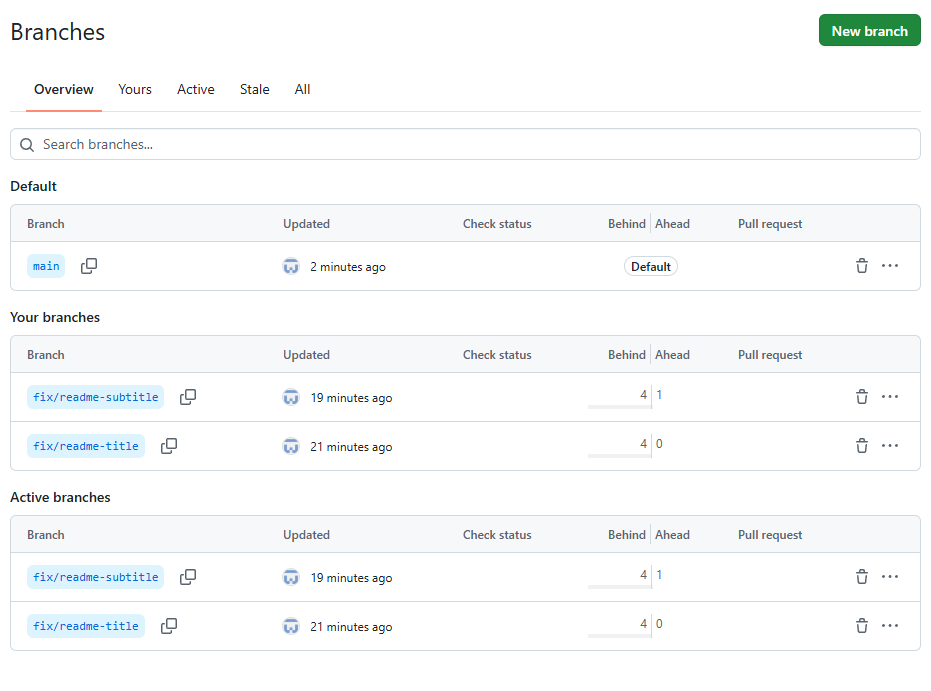 Branches
New branch
Overview Yours Active Stale All
Search branches...
Default
Branch Updated Check status Behind Ahead Pull request
main 2 minutes ago Default
Your branches
Branch Updated Check status Behind Ahead Pull request
fix/readme-subtitle 19 minutes ago 4 1
fix/readme-title 21 minutes ago 4 0
Active branches
Branch Updated Check status Behind Ahead Pull request
fix/readme-subtitle 19 minutes ago 4 1
fix/readme-title 21 minutes ago 4 0